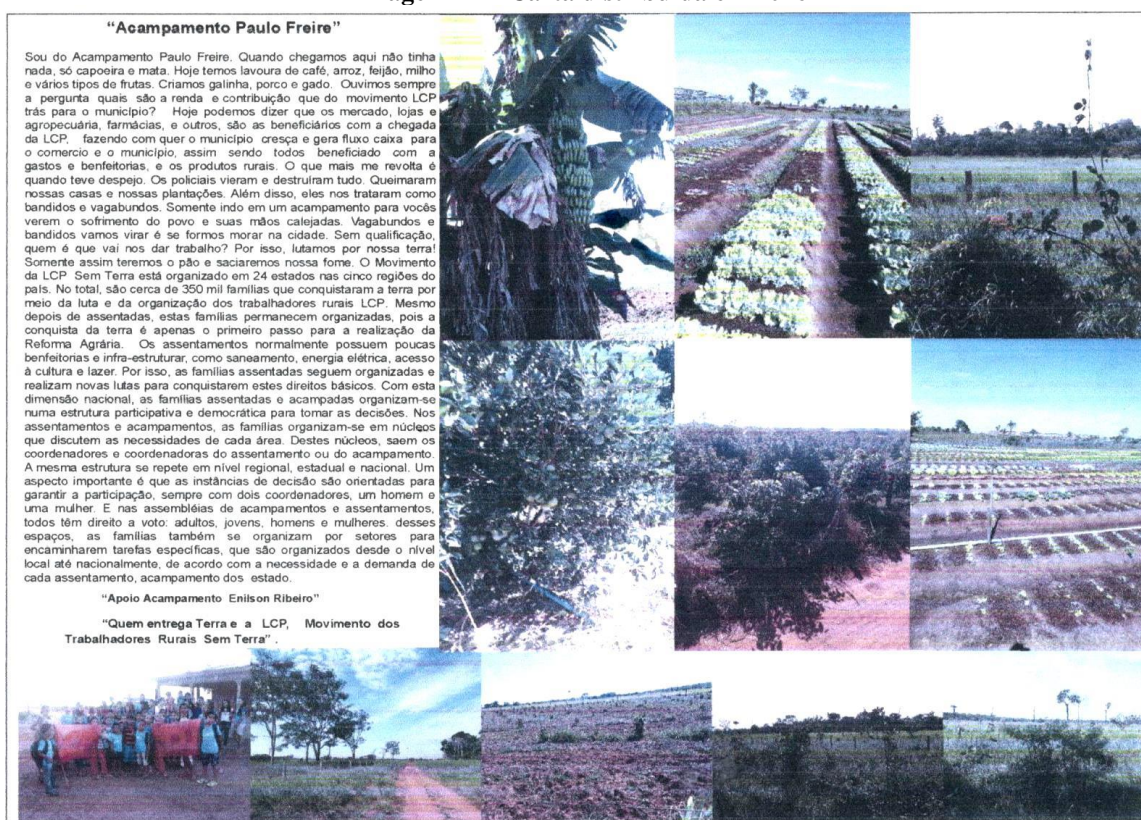 “Acampamento Paulo Freire”
Sou do Acampamento Paulo Freire. Quando chegamos aqui não tinha
nada, só capoeira e mata. Hoje temos lavoura de café, arroz, feijão, milho
e vários tipos de frutas. Criamos galinha, porco e gado. Ouvimos sempre
a pergunta quais são a renda e contribuição que do movimento LCP
trás para o município? Hoje podemos dizer que os mercado, lojas e
agropecuária, farmácias, e outros, são as beneficiários com a chegada
da LCP, fazendo com quer o município cresça e gera fluxo caixa para
o comercio e o município, assim sendo todos beneficiado com a
gastos e benfeitorias, e os produtos rurais. O que mais me revolta é
quando teve despejo. Os policiais vieram e destruíram tudo. Queimaram
nossas casas e nossas plantações. Além disso, eles nos trataram como
bandidos e vagabundos. Somente indo em um acampamento para vocês
verem o sofrimento do povo e suas mãos calejadas. Vagabundos e
bandidos vamos virar é se formos morar na cidade. Sem qualificação,
quem é que vai nos dar trabalho? Por isso, lutamos por nossa terra!
Somente assim teremos o pão e saciaremos nossa fome. O Movimento
da LCP Sem Terra está organizado em 24 estados nas cinco regiões do
país. No total, são cerca de 350 mil famílias que conquistaram a terra por
meio da luta e da organização dos trabalhadores rurais LCP. Mesmo
depois de assentadas, estas famílias permanecem organizadas, pois a
conquista da terra é apenas o primeiro passo para a realização da
Reforma Agrária. Os assentamentos normalmente possuem poucas
benfeitorias e infra-estruturar, como saneamento, energia elétrica, acesso
à cultura e lazer. Por isso, as famílias assentadas seguem organizadas e
realizam novas lutas para conquistarem estes direitos básicos. Com esta
dimensão nacional, as famílias assentadas e acampadas organizam-se
numa estrutura participativa e democrática para tomar as decisões. Nos
assentamentos e acampamentos, as famílias organizam-se em núcleos
que discutem as necessidades de cada área. Destes núcleos, saem os
coordenadores e coordenadoras do assentamento ou do acampamento.
A mesma estrutura se repete em nível regional, estadual e nacional. Um
aspecto importante é que as instâncias de decisão são orientadas para
garantir a participação, sempre com dois coordenadores, um homem e
uma mulher. E nas assembléias de acampamentos e assentamentos,
todos têm direito a voto: adultos, jovens, homens e mulheres. desses
espaços, as famílias também se organizam por setores para
encaminharem tarefas específicas, que são organizados desde o nível
local até nacionalmente, de acordo com a necessidade e a demanda de
cada assentamento, acampamento dos estado.
“Apoio Acampamento Enilson Ribeiro”
“Quem entrega Terra e a LCP, Movimento dos
Trabalhadores Rurais Sem Terra” .